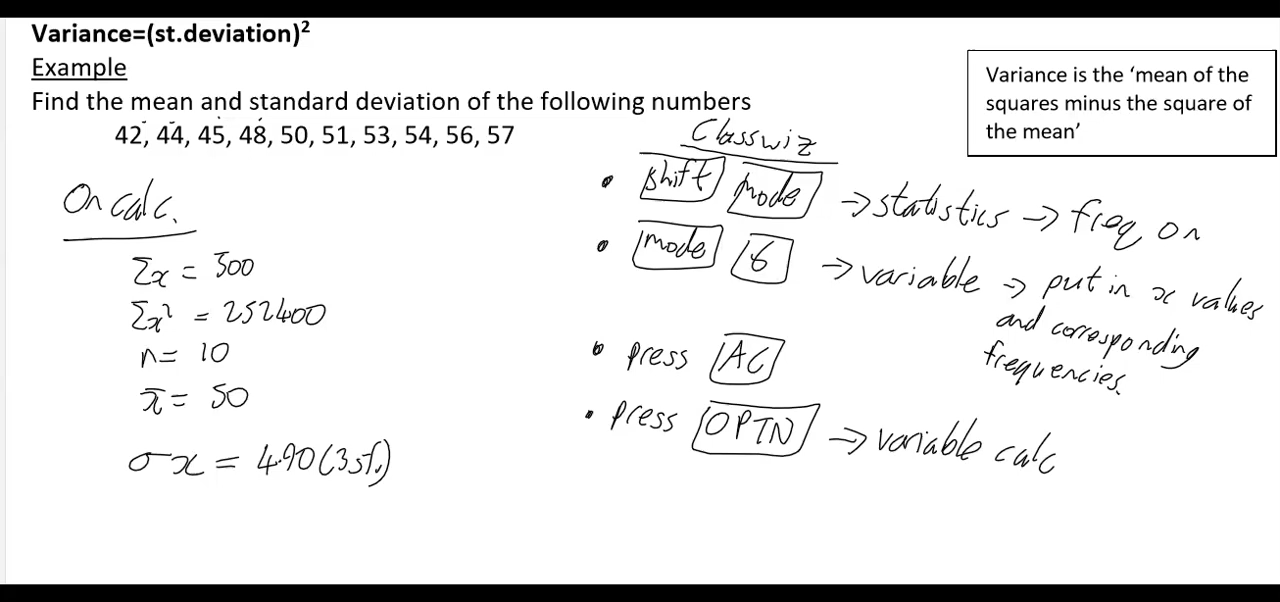 Variance=(st.deviation)²
Example
Find the mean and standard deviation of the following numbers
42, 44, 45, 48, 50, 51, 53, 54, 56, 57
Variance is the ‘mean of the
squares minus the square of
the mean’
On calc.
Σx = 500
Σx² = 252400
n = 10
x̄ = 50
σx = 4.90 (3sf.)
Classwiz
• shift mode → statistics → freq on
• mode 6 → variable → put in x values
and corresponding
frequencies.
• press AC
• press OPTN → variable calc